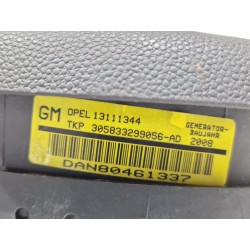 GM OPEL 13111344
TKP 305833299056-AD
GENERATOR-
BAUJAHR
2008
DAN80461337